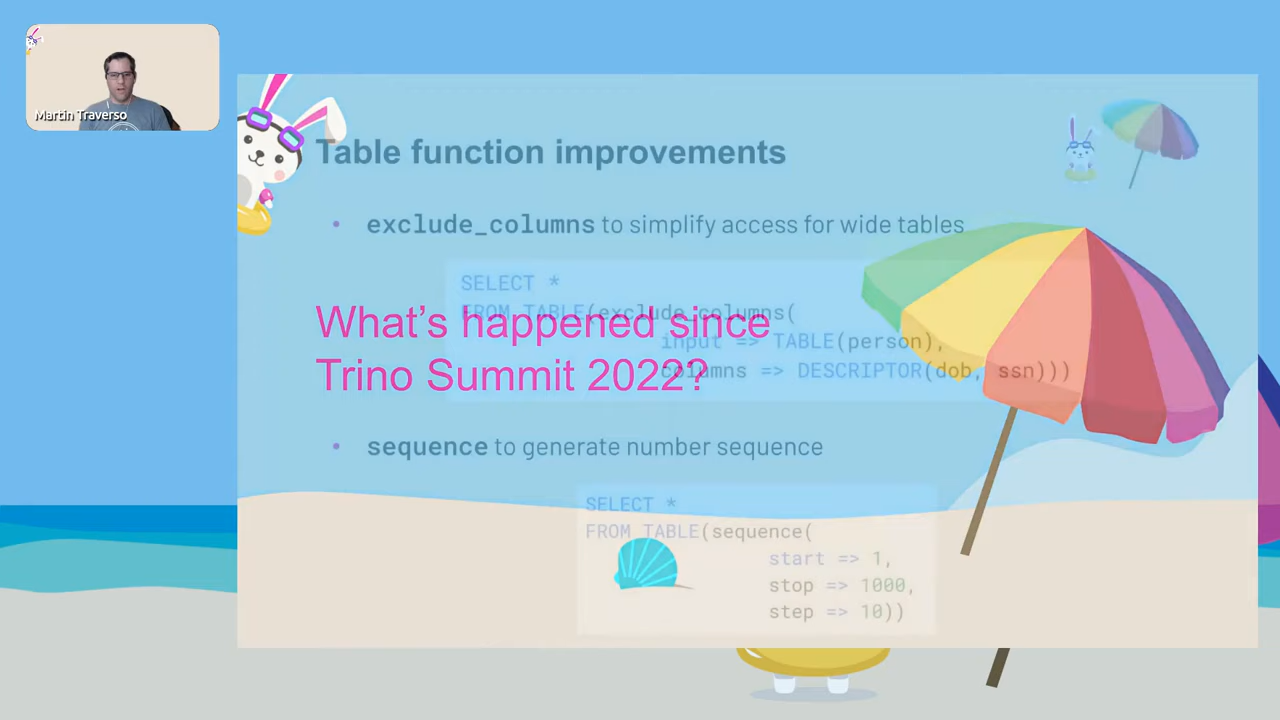 Martin Traverso
Table function improvements
• exclude_columns to simplify access for wide tables
SELECT *
FROM TABLE(exclude_columns(
input => TABLE(person),
columns => DESCRIPTOR(dob, ssn)))
What's happened since
Trino Summit 2022?
• sequence to generate number sequence
SELECT *
FROM TABLE(sequence(
start => 1,
stop => 1000,
step => 10))